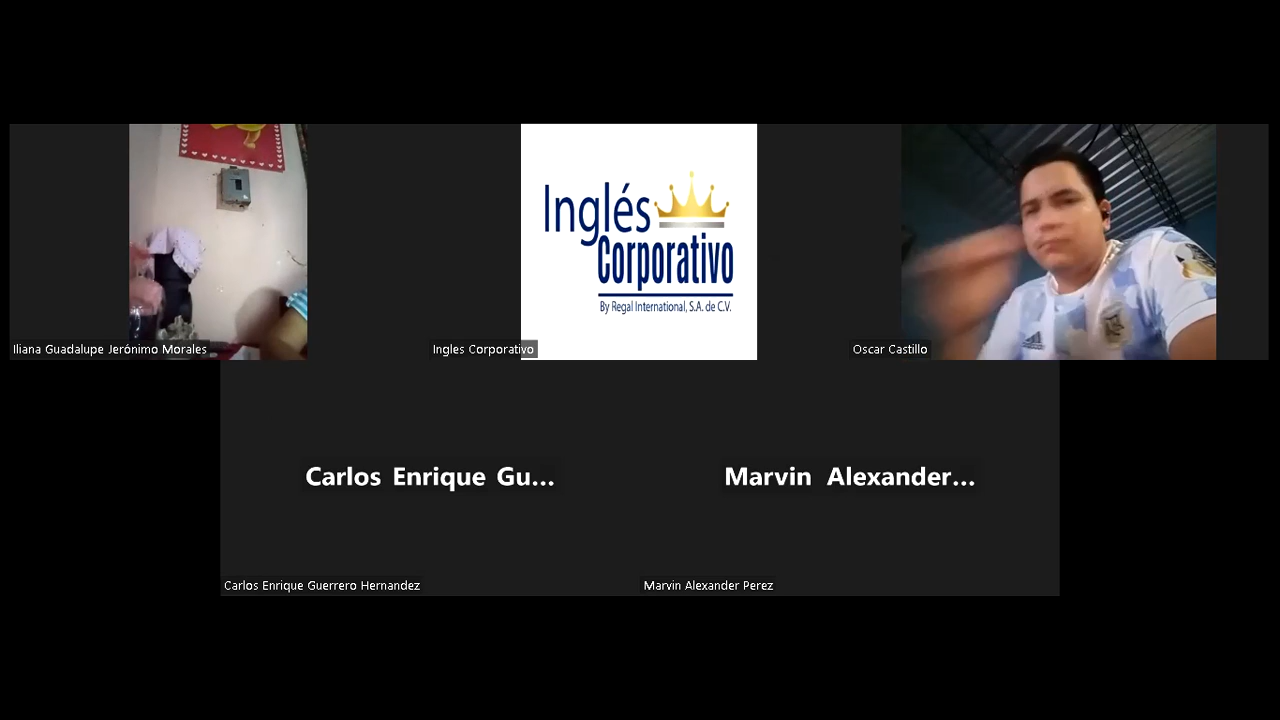 Inglés
Corporativo
By Regal International, S.A. de C.V.
Iliana Guadalupe Jerónimo Morales
Ingles Corporativo
Oscar Castillo
Carlos Enrique Gu...
Marvin Alexander...
Carlos Enrique Guerrero Hernandez
Marvin Alexander Perez